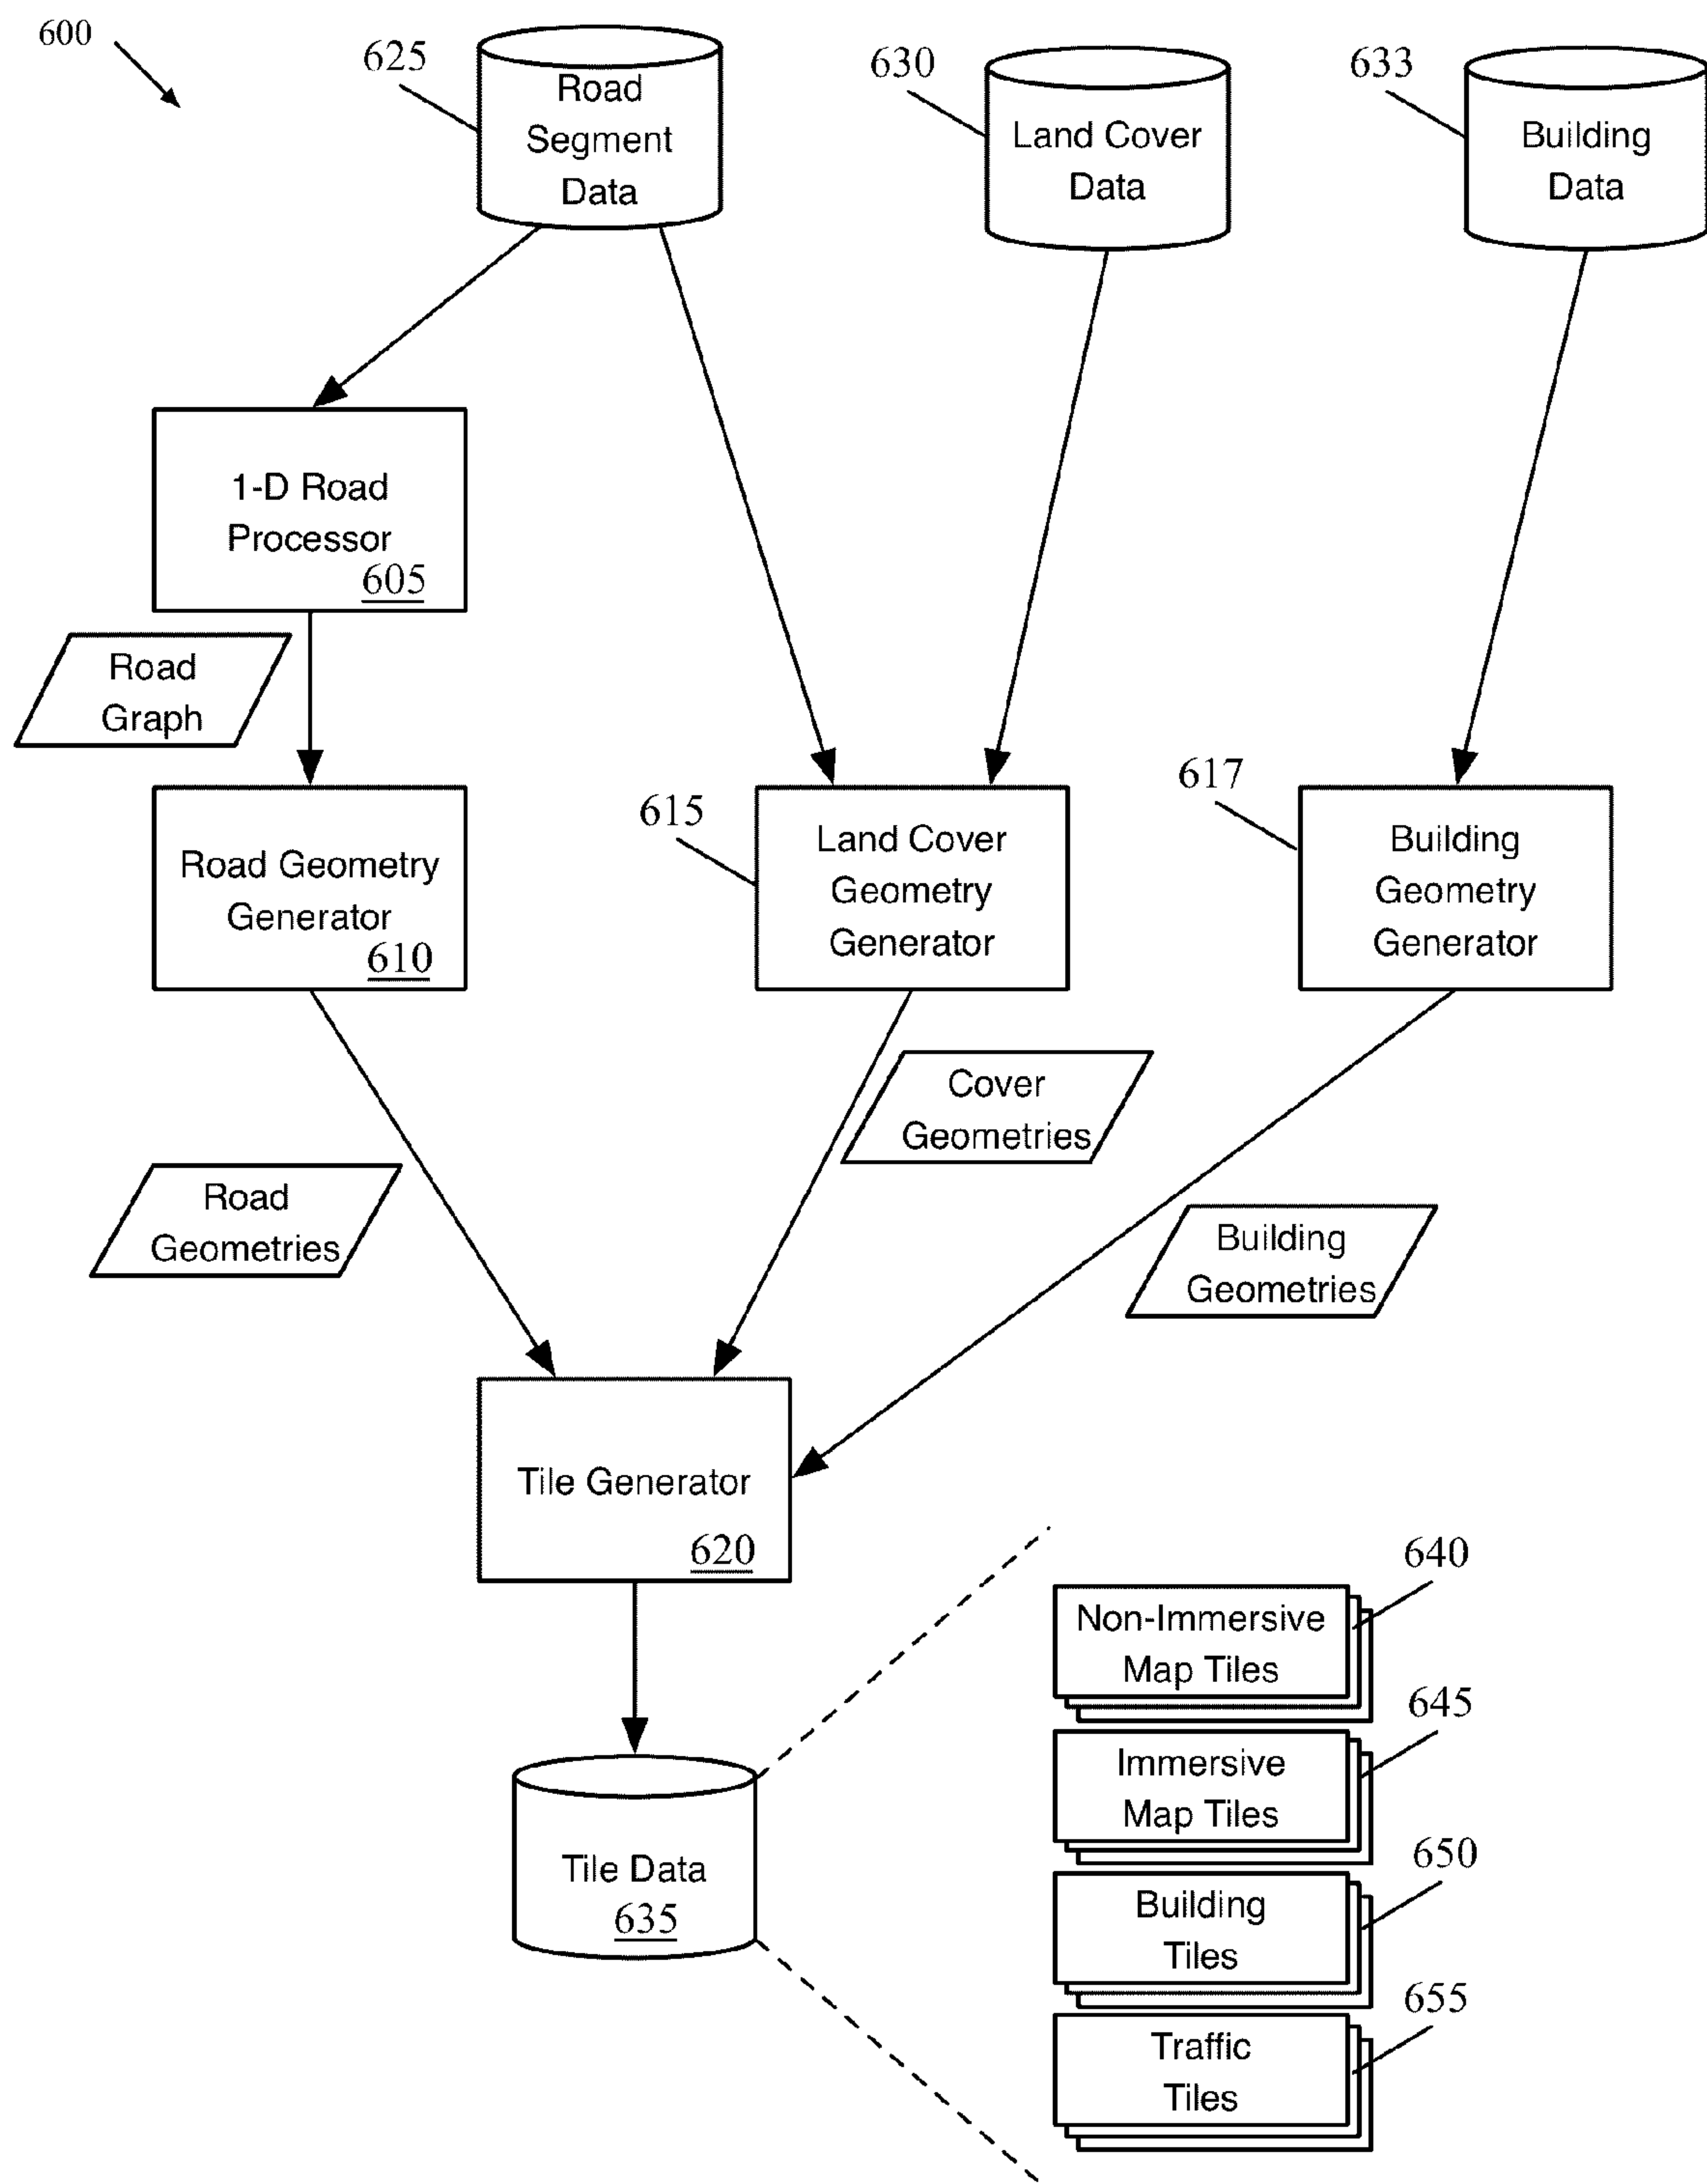 600
625
Road
Segment
Data
630
Land Cover
Data
633
Building
Data
1-D Road
Processor
605
Road
Graph
Road Geometry
Generator
610
615
Land Cover
Geometry
Generator
617
Building
Geometry
Generator
Cover
Geometries
Road
Geometries
Building
Geometries
Tile Generator
620
Tile Data
635
640
Non-Immersive
Map Tiles
645
Immersive
Map Tiles
650
Building
Tiles
655
Traffic
Tiles